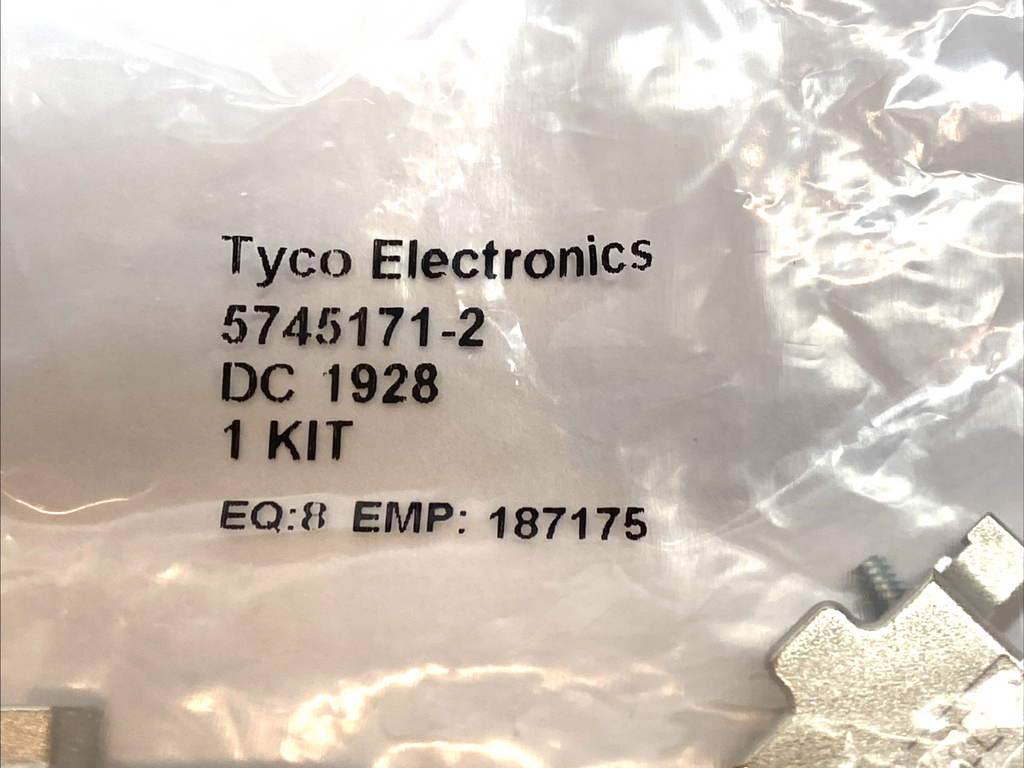 Tyco Electronics
5745171-2
DC 1928
1 KIT
EQ:8 EMP: 187175